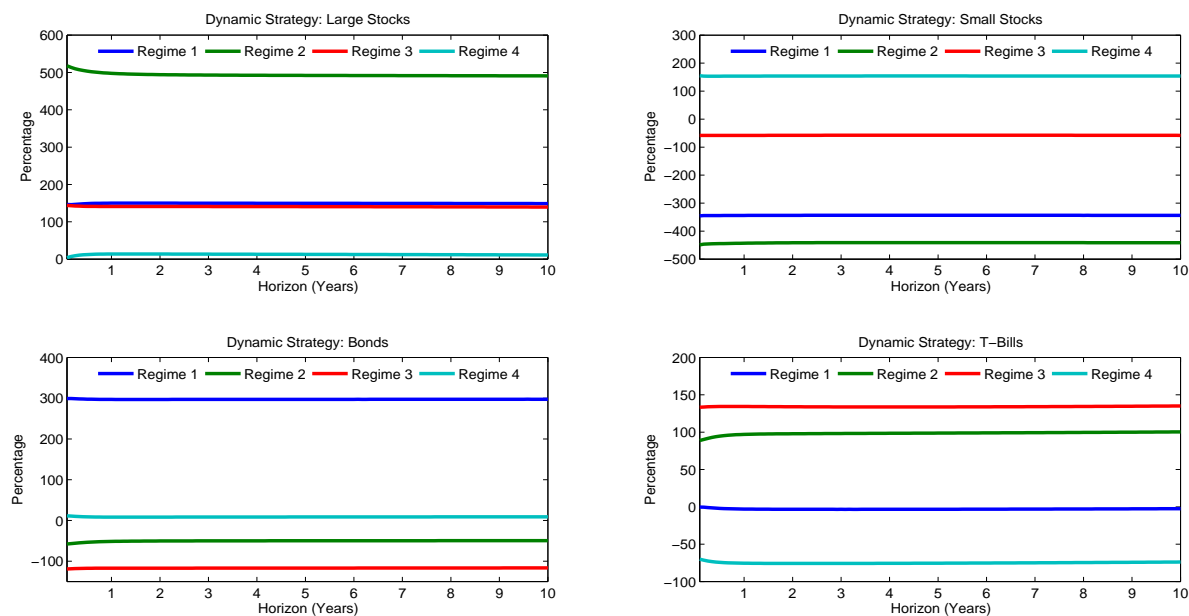 Dynamic Strategy: Large Stocks
600
500
400
300
200
100
0
Percentage
Regime 1 Regime 2 Regime 3 Regime 4
1 2 3 4 5 6 7 8 9 10
Horizon (Years)
Dynamic Strategy: Small Stocks
300
200
100
0
−100
−200
−300
−400
−500
Percentage
Regime 1 Regime 2 Regime 3 Regime 4
1 2 3 4 5 6 7 8 9 10
Horizon (Years)
Dynamic Strategy: Bonds
400
300
200
100
0
−100
Percentage
Regime 1 Regime 2 Regime 3 Regime 4
1 2 3 4 5 6 7 8 9 10
Horizon (Years)
Dynamic Strategy: T−Bills
200
150
100
50
0
−50
−100
Percentage
Regime 1 Regime 2 Regime 3 Regime 4
1 2 3 4 5 6 7 8 9 10
Horizon (Years)